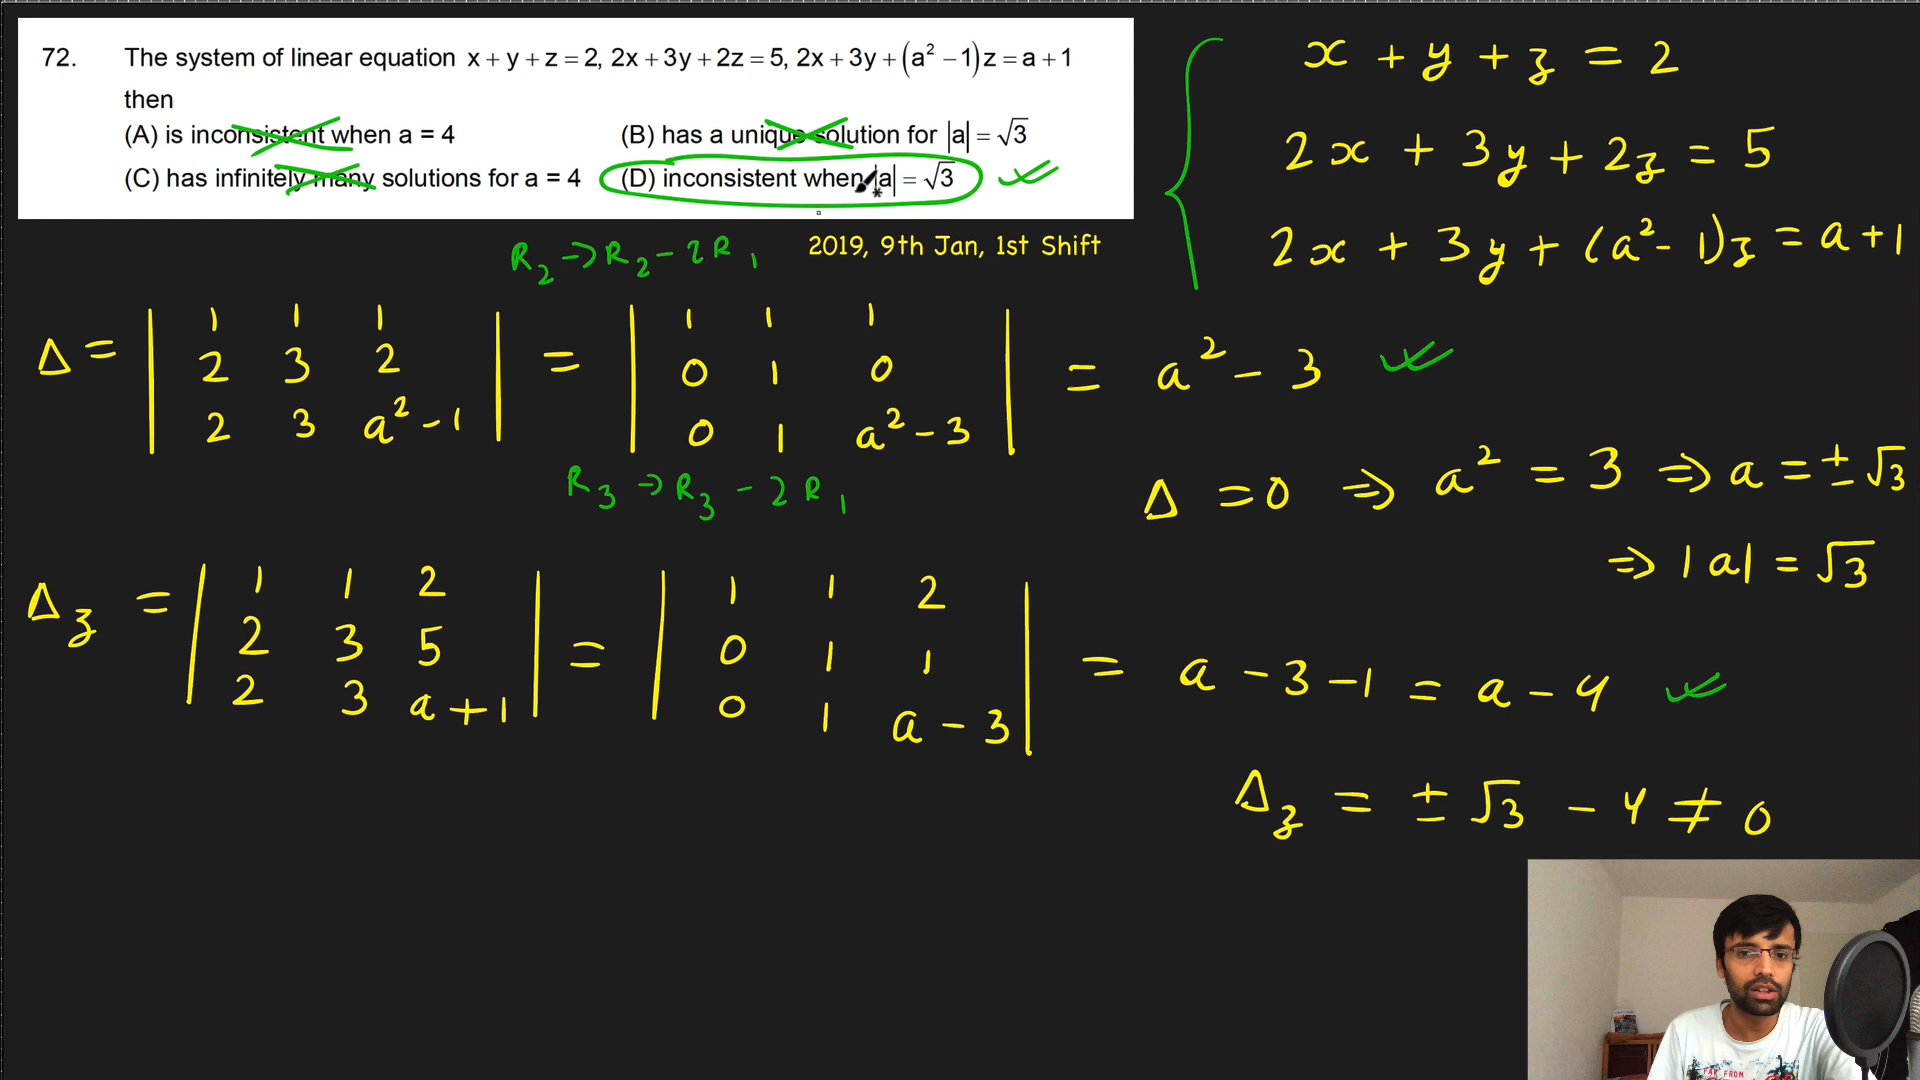 72. The system of linear equation x + y + z = 2, 2x + 3y + 2z = 5, 2x + 3y + (a² − 1)z = a + 1
then
(A) is inconsistent when a = 4 (B) has a unique solution for |a| = √3
(C) has infinitely many solutions for a = 4 (D) inconsistent when |a| = √3
x + y + z = 2
2x + 3y + 2z = 5
2x + 3y + (a² - 1)z = a + 1
R₂ → R₂ - 2R₁ 2019, 9th Jan, 1st Shift
Δ = | 1 1 1 | = | 1 1 1 | = a² - 3
| 2 3 2 | | 0 1 0 |
| 2 3 a² - 1 | | 0 1 a² - 3 |
R₃ → R₃ - 2R₁
Δ = 0 ⇒ a² = 3 ⇒ a = ± √3
⇒ |a| = √3
Δz = | 1 1 2 | = | 1 1 2 | = a - 3 - 1 = a - 4
| 2 3 5 | | 0 1 1 |
| 2 3 a + 1 | | 0 1 a - 3 |
Δz = ± √3 - 4 ≠ 0
FAR FROM